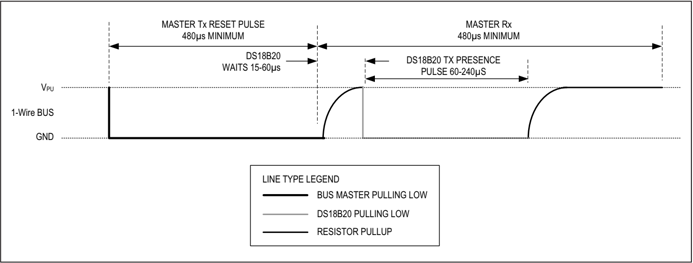 MASTER Tx RESET PULSE
480μs MINIMUM
MASTER Rx
480μs MINIMUM
DS18B20
WAITS 15-60μs
DS18B20 TX PRESENCE
PULSE 60-240μS
VPU
1-Wire BUS
GND
LINE TYPE LEGEND
BUS MASTER PULLING LOW
DS18B20 PULLING LOW
RESISTOR PULLUP